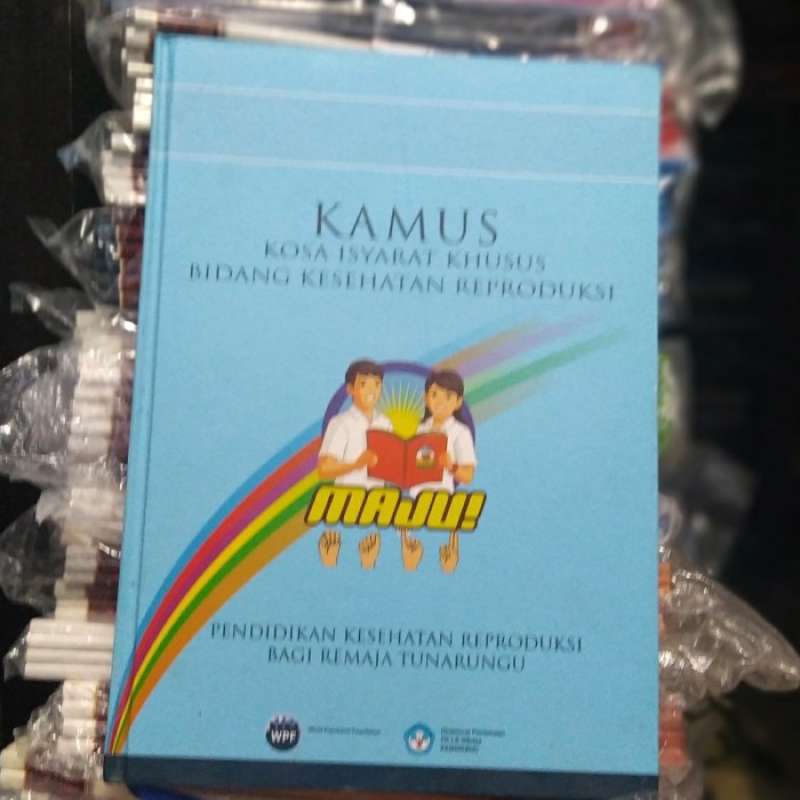 KAMUS
KOSA ISYARAT KHUSUS
BIDANG KESEHATAN REPRODUKSI
MAJU!
PENDIDIKAN KESEHATAN REPRODUKSI
BAGI REMAJA TUNARUNGU
WPF